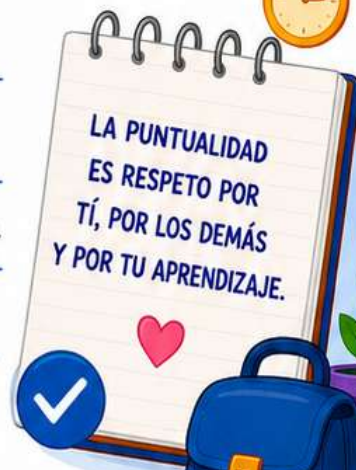 LA PUNTUALIDAD
ES RESPETO POR
TÍ, POR LOS DEMÁS
Y POR TU APRENDIZAJE.